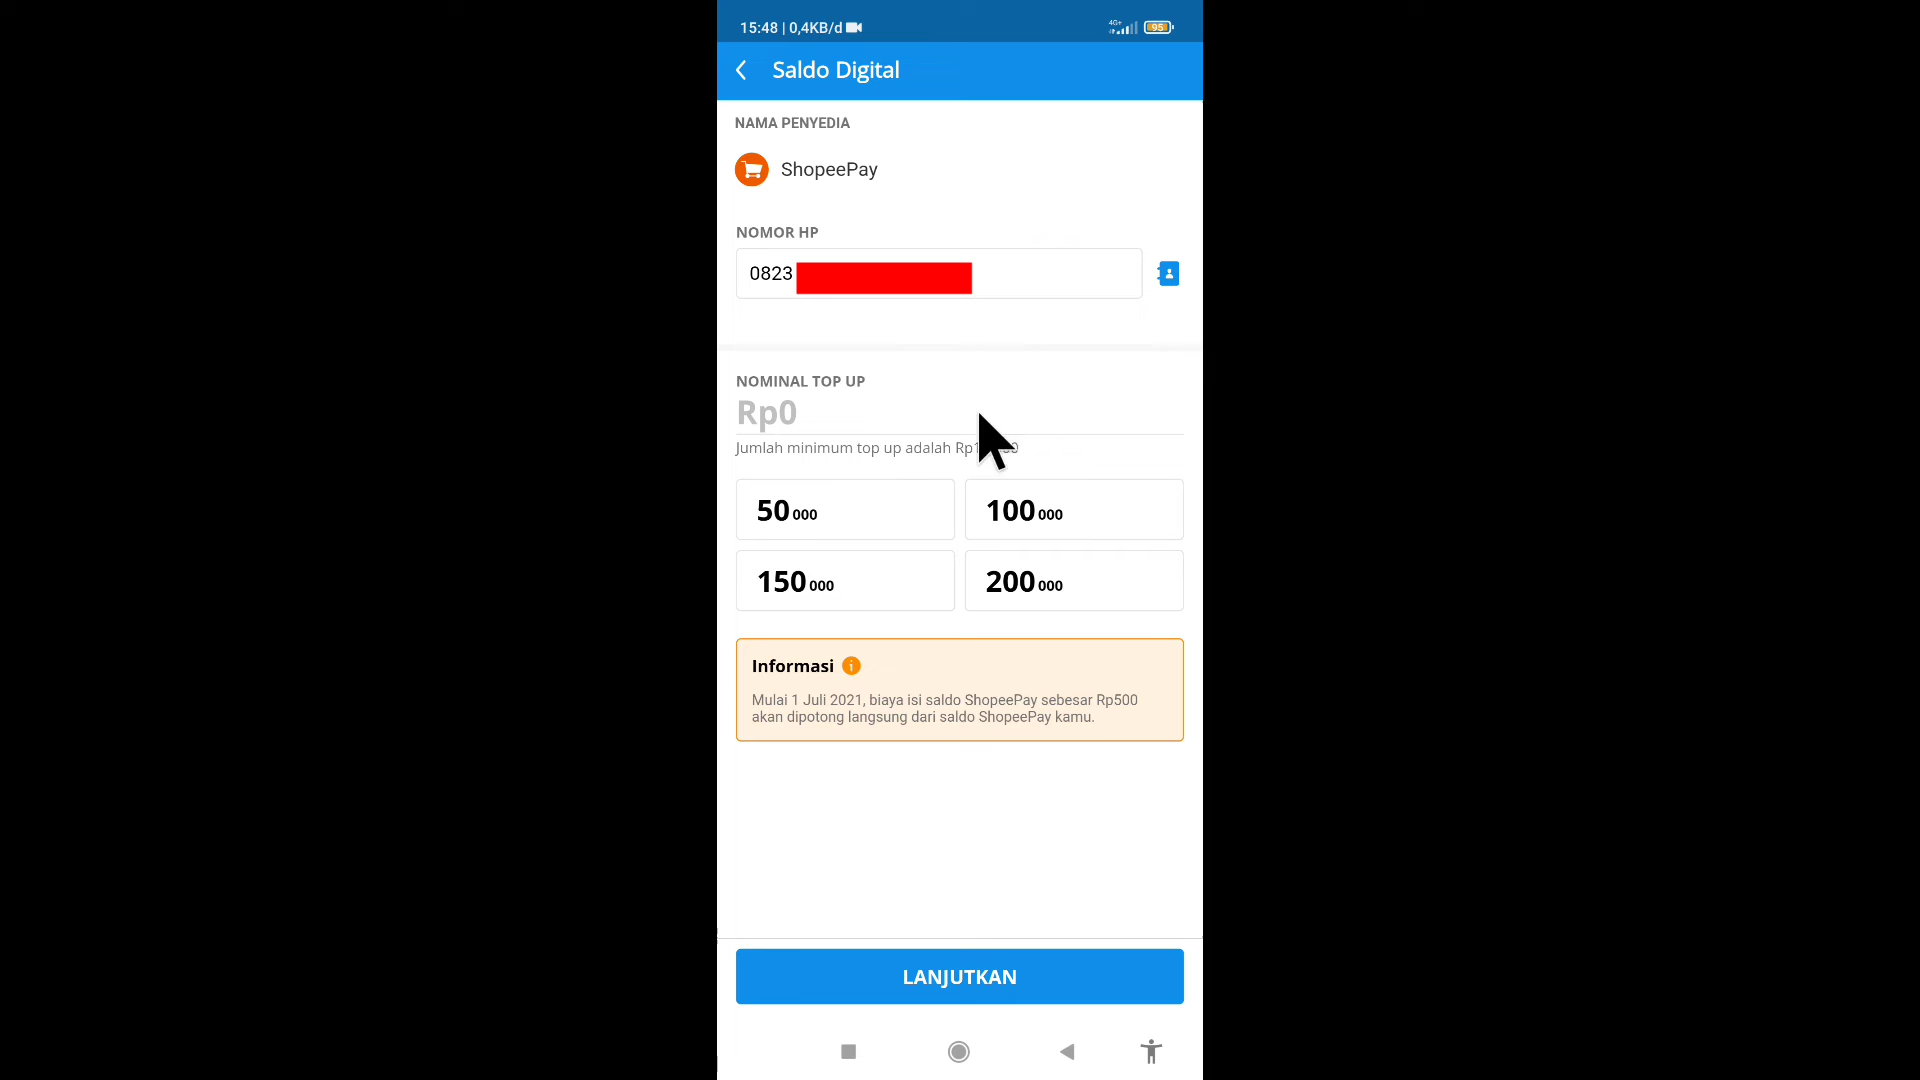 15:48 | 0,4KB/d
4G+
95
Saldo Digital
NAMA PENYEDIA
ShopeePay
NOMOR HP
0823
NOMINAL TOP UP
Rp0
Jumlah minimum top up adalah
50 000
100 000
150 000
200 000
Informasi
Mulai 1 Juli 2021, biaya isi saldo ShopeePay sebesar Rp500
akan dipotong langsung dari saldo ShopeePay kamu.
LANJUTKAN